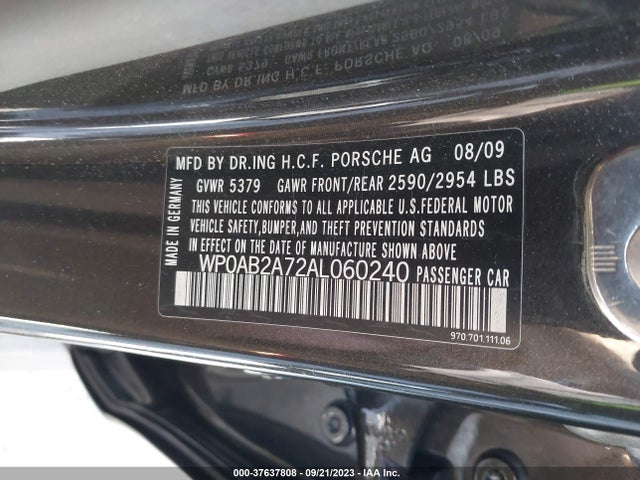 MFD BY DR.ING H.C.F. PORSCHE AG 08/09
GVWR 5379 GAWR FRONT/REAR 2590/2954 LBS
THIS VEHICLE CONFORMS TO ALL APPLICABLE U.S.FEDERAL MOTOR
VEHICLE SAFETY,BUMPER,AND THEFT PREVENTION STANDARDS
IN EFFECT ON THE DATE OF MANUFACTURE SHOWN ABOVE
WP0AB2A72AL060240 PASSENGER CAR
MADE IN GERMANY
970.701.111.06
000-37637808 - 09/21/2023 - IAA Inc.